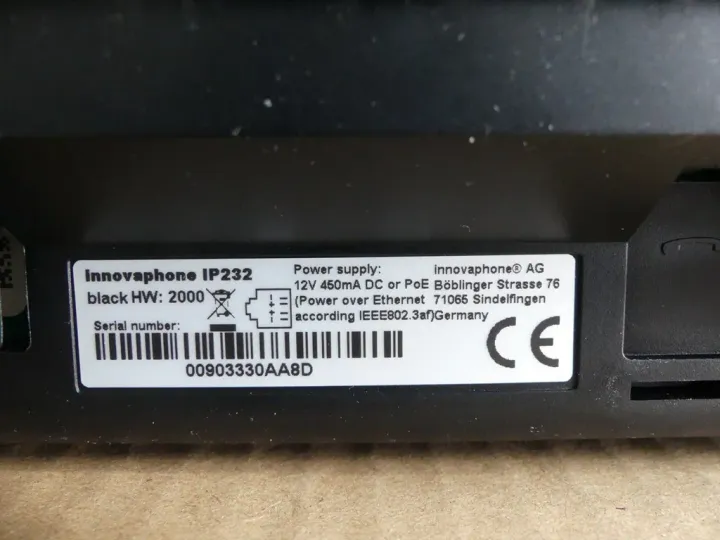 innovaphone IP232
black HW: 2000
Serial number:
00903330AA8D
Power supply:
12V 450mA DC or PoE
(Power over Ethernet
according IEEE802.3af)
innovaphone® AG
Böblinger Strasse 76
71065 Sindelfingen
Germany
CE